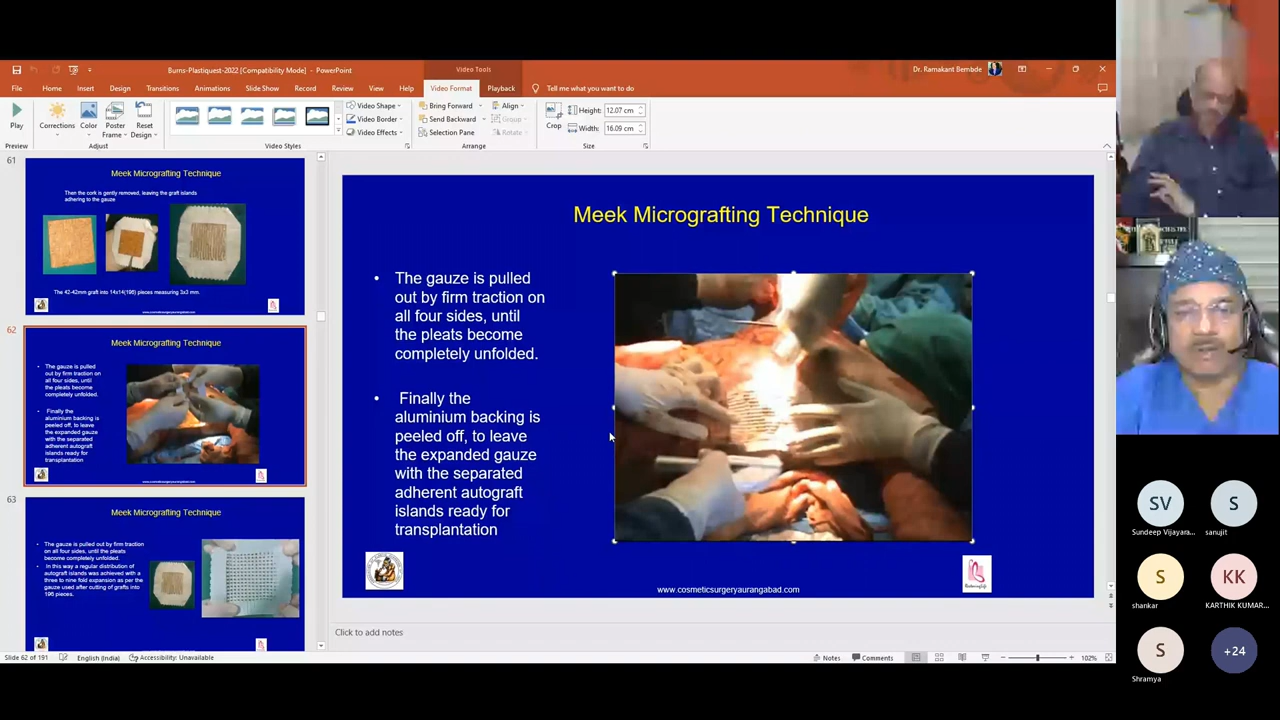 Burns-Plastiquest-2022 [Compatibility Mode] - PowerPoint
Video Tools
Dr. Ramakant Bembde
File Home Insert Design Transitions Animations Slide Show Record Review View Help Video Format Playback Tell me what you want to do
Play
Corrections
Color
Poster
Frame
Reset
Design
Video Shape
Video Border
Video Effects
Bring Forward
Send Backward
Selection Pane
Align
Group
Rotate
Crop
Height: 12.07 cm
Width: 16.09 cm
Preview
Adjust
Video Styles
Arrange
Size
61
Meek Micrografting Technique
Then the cork is gently removed, leaving the graft islands
adhering to the gauze
The 42-42mm graft into 14x14(196) pieces measuring 3x3 mm.
www.cosmeticsurgeryaurangabad.com
62
Meek Micrografting Technique
The gauze is pulled
out by firm traction on
all four sides, until
the pleats become
completely unfolded.
Finally the
aluminium backing is
peeled off, to leave
the expanded gauze
with the separated
adherent autograft
islands ready for
transplantation
www.cosmeticsurgeryaurangabad.com
63
Meek Micrografting Technique
The gauze is pulled out by firm traction
on all four sides, until the pleats
become completely unfolded.
In this way a regular distribution of
autograft islands was achieved with a
three to nine fold expansion as per the
gauze used after cutting of grafts into
196 pieces.
Meek Micrografting Technique
• The gauze is pulled
out by firm traction on
all four sides, until
the pleats become
completely unfolded.
• Finally the
aluminium backing is
peeled off, to leave
the expanded gauze
with the separated
adherent autograft
islands ready for
transplantation
www.cosmeticsurgeryaurangabad.com
Click to add notes
Slide 62 of 191 English (India) Accessibility: Unavailable Notes Comments 102%
SV
Sundeep Vijayara...
S
sanujit
S
shankar
KK
KARTHIK KUMAR...
S
Shramya
+24